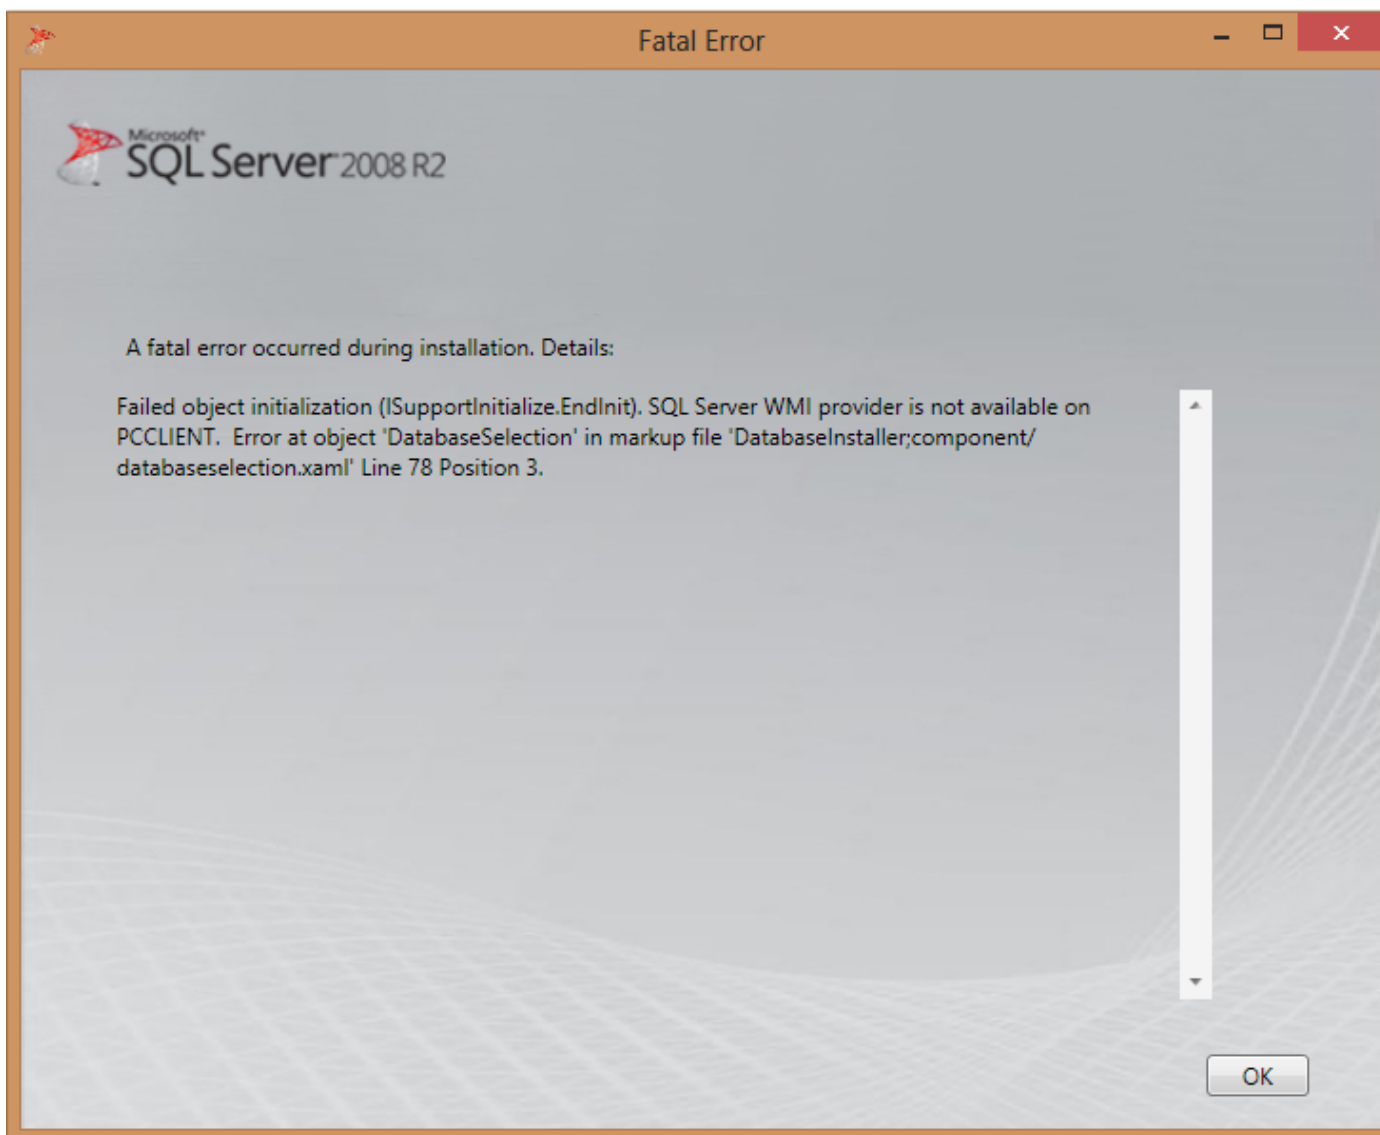 Fatal Error
Microsoft®
SQL Server 2008 R2
A fatal error occurred during installation. Details:
Failed object initialization (ISupportInitialize.EndInit). SQL Server WMI provider is not available on
PCCLIENT.  Error at object 'DatabaseSelection' in markup file 'DatabaseInstaller;component/
databaseselection.xaml' Line 78 Position 3.
OK